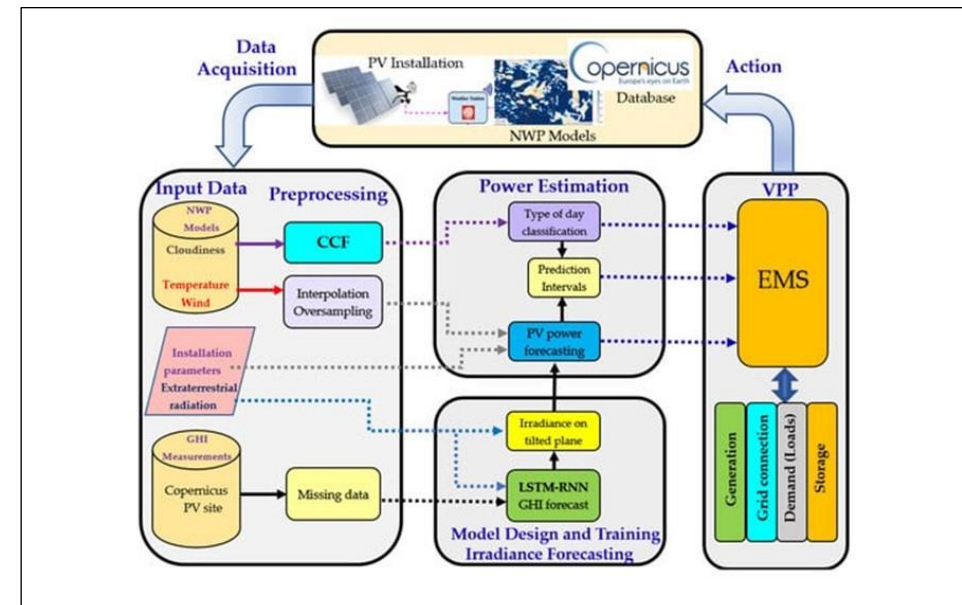 Data
Acquisition
PV Installation
opernicus
Europe's eyes on Earth
Database
NWP Models
Action
Input Data
Preprocessing
NWP
Models
Cloudiness
Temperature
Wind
CCF
Interpolation
Oversampling
Installation
parameters
Extraterrestrial
radiation
GHI
Measurements
Copernicus
PV site
Missing data
Power Estimation
Type of day
classification
Prediction
Intervals
PV power
forecasting
Irradiance on
tilted plane
LSTM-RNN
GHI forecast
Model Design and Training
Irradiance Forecasting
VPP
EMS
Generation
Grid connection
Demand (Loads)
Storage